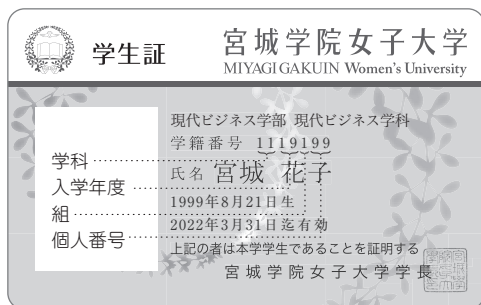 学生証
宮城学院女子大学
MIYAGI GAKUIN Women's University
現代ビジネス学部 現代ビジネス学科
学籍番号 1119199
氏名 宮城 花子
1999年8月21日生
2022年3月31日迄有効
上記の者は本学学生であることを証明する
宮城学院女子大学学長
学科
入学年度
組
個人番号